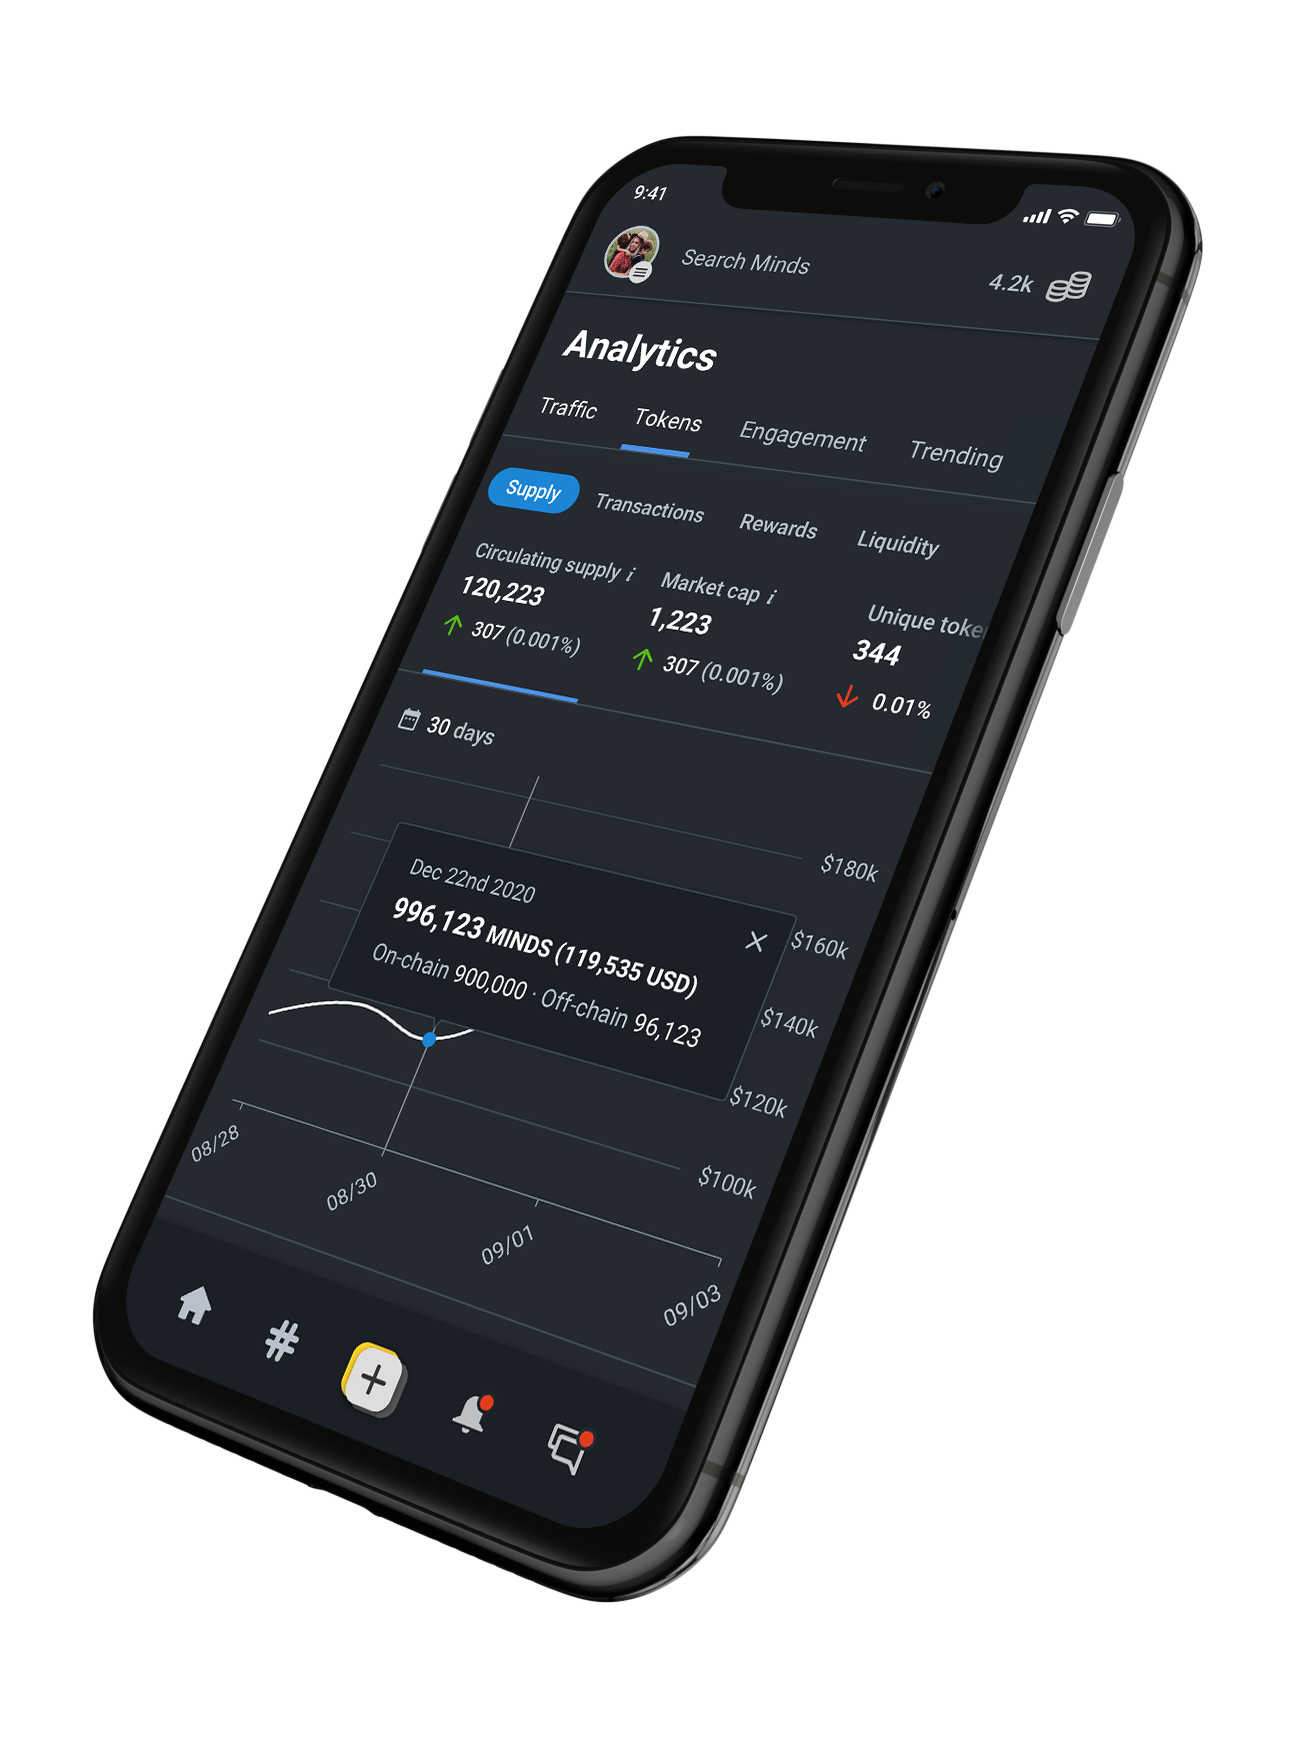 9:41
Search Minds
4.2k
Analytics
Traffic Tokens Engagement Trending
Supply Transactions Rewards Liquidity
Circulating supply i Market cap i Unique toke
120,223 1,223 344
307 (0.001%) 307 (0.001%) 0.01%
30 days
$180k
Dec 22nd 2020
996,123 MINDS (119,535 USD)
On-chain 900,000 · Off-chain 96,123
$160k
$140k
$120k
$100k
08/28
08/30
09/01
09/03